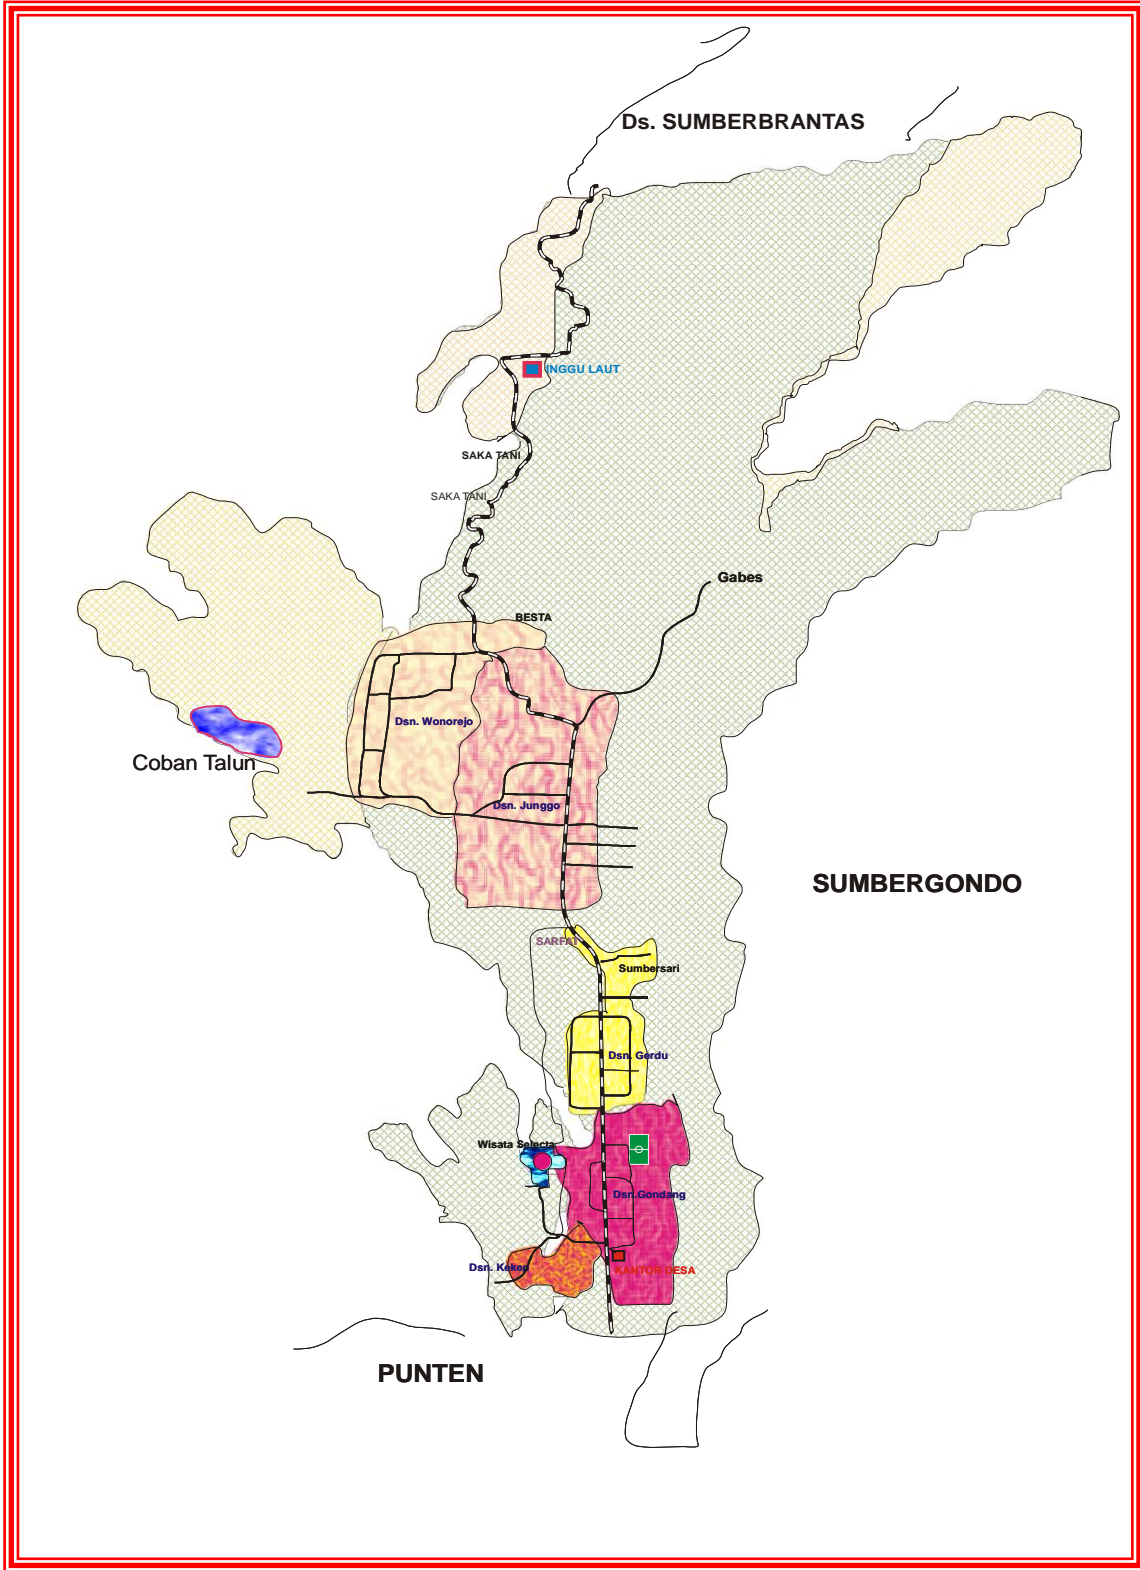 Ds. SUMBERBRANTAS
INGGU LAUT
SAKA TANI
SAKA TANI
Gabes
BESTA
Dsn. Wonorejo
Coban Talun
Dsn. Junggo
SUMBERGONDO
SARFAT
Sumbersari
Dsn. Gerdu
Wisata Selecta
Dsn.Gondang
Dsn. Keken
KANTOR DESA
PUNTEN